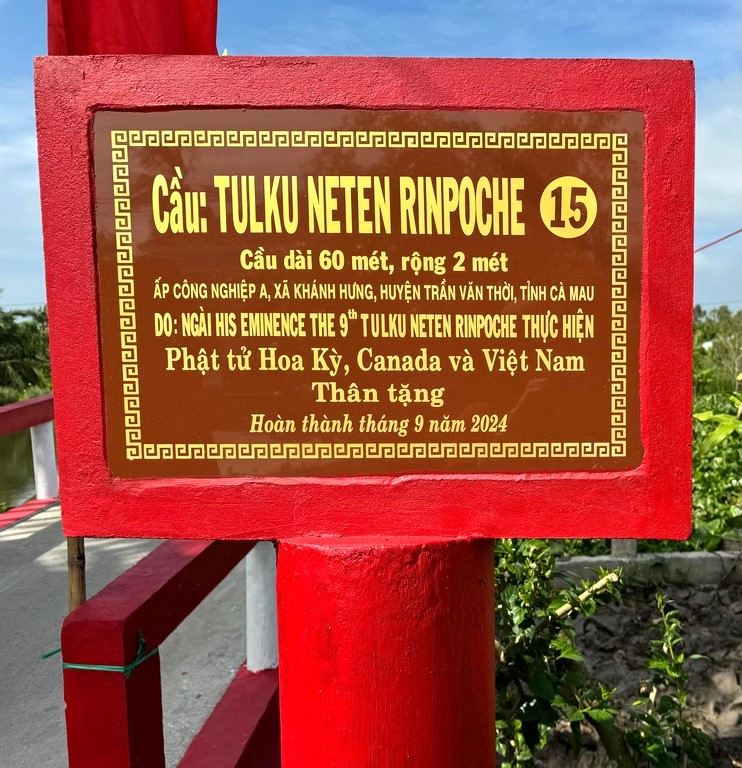 Cầu: TULKU NETEN RINPOCHE 15
Cầu dài 60 mét, rộng 2 mét
ẤP CÔNG NGHIỆP A, XÃ KHÁNH HƯNG, HUYỆN TRẦN VĂN THỜI, TỈNH CÀ MAU
DO: NGÀI HIS EMINENCE THE 9th TULKU NETEN RINPOCHE THỰC HIỆN
Phật tử Hoa Kỳ, Canada và Việt Nam
Thân tặng
Hoàn thành tháng 9 năm 2024